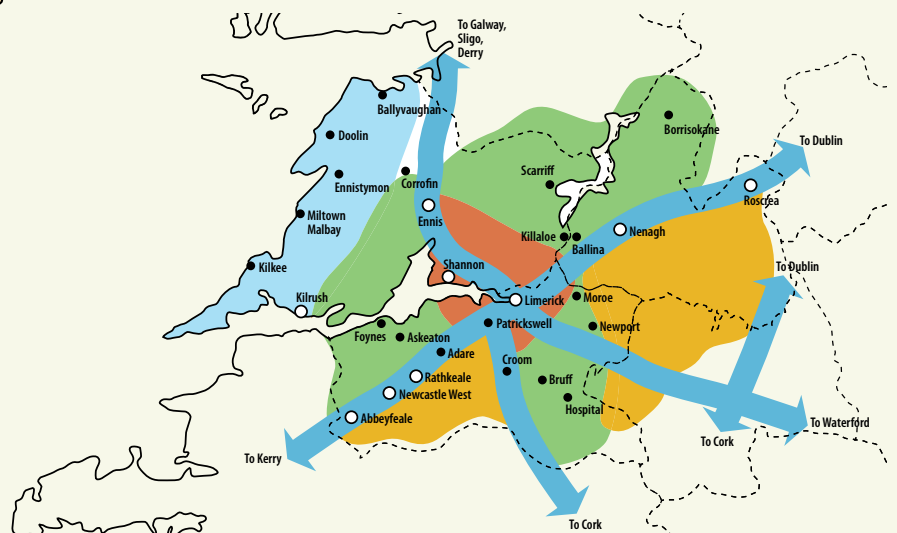 To Galway,
Sligo,
Derry
Ballyvaughan
Borrisokane
Doolin
To Dublin
Scarriff
Corrofin
Ennistymon
Roscrea
Miltown
Malbay
Ennis
Nenagh
Killaloe
Ballina
Kilkee
Shannon
To Dublin
Kilrush
Limerick
Moroe
Patrickswell
Newport
Foynes
Askeaton
Adare
Croom
Rathkeale
Bruff
Newcastle West
Hospital
Abbeyfeale
To Waterford
To Cork
To Kerry
To Cork